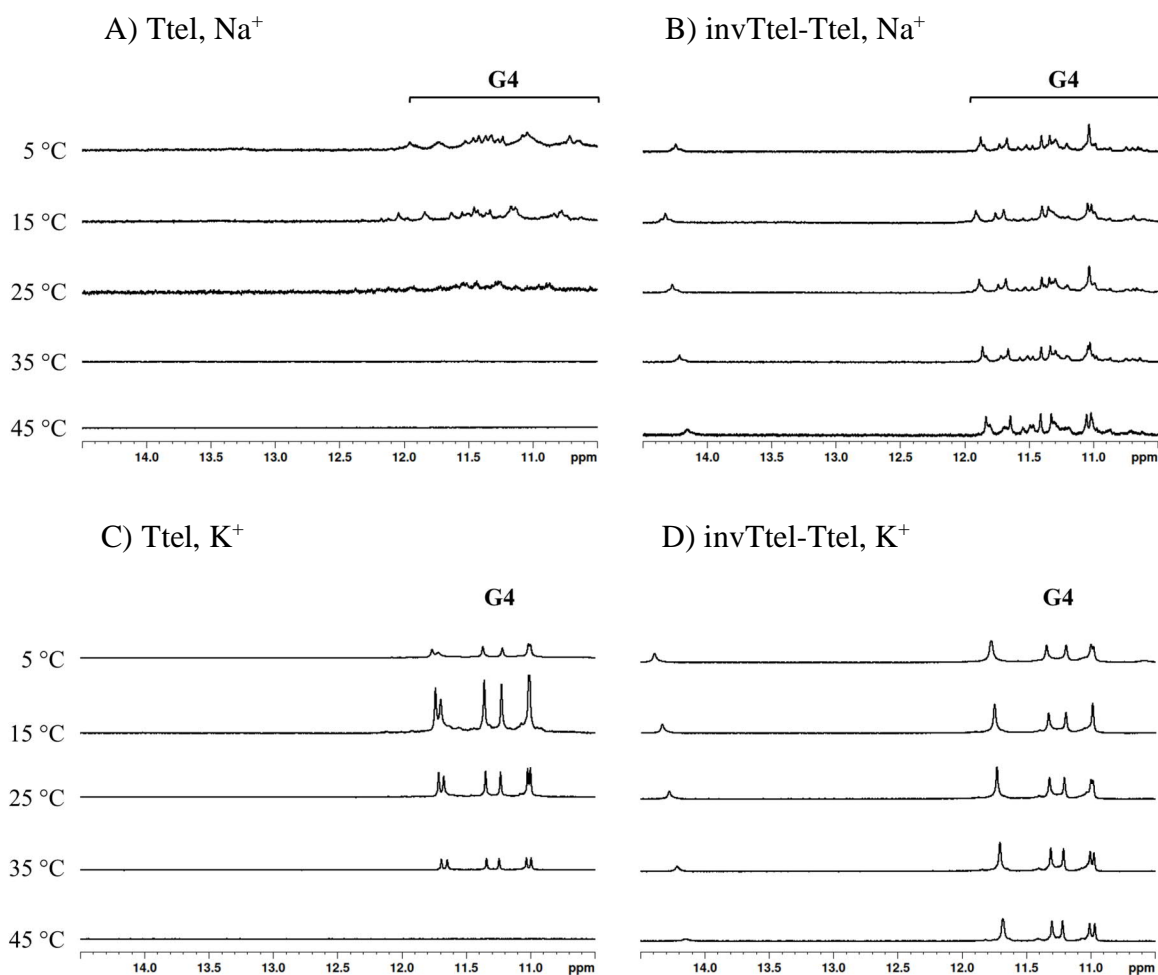 A) Ttel, Na⁺
G4
5 °C
15 °C
25 °C
35 °C
45 °C
14.0 13.5 13.0 12.5 12.0 11.5 11.0 ppm
B) invTtel-Ttel, Na⁺
G4
14.0 13.5 13.0 12.5 12.0 11.5 11.0 ppm
C) Ttel, K⁺
G4
5 °C
15 °C
25 °C
35 °C
45 °C
14.0 13.5 13.0 12.5 12.0 11.5 11.0 ppm
D) invTtel-Ttel, K⁺
G4
14.0 13.5 13.0 12.5 12.0 11.5 11.0 ppm